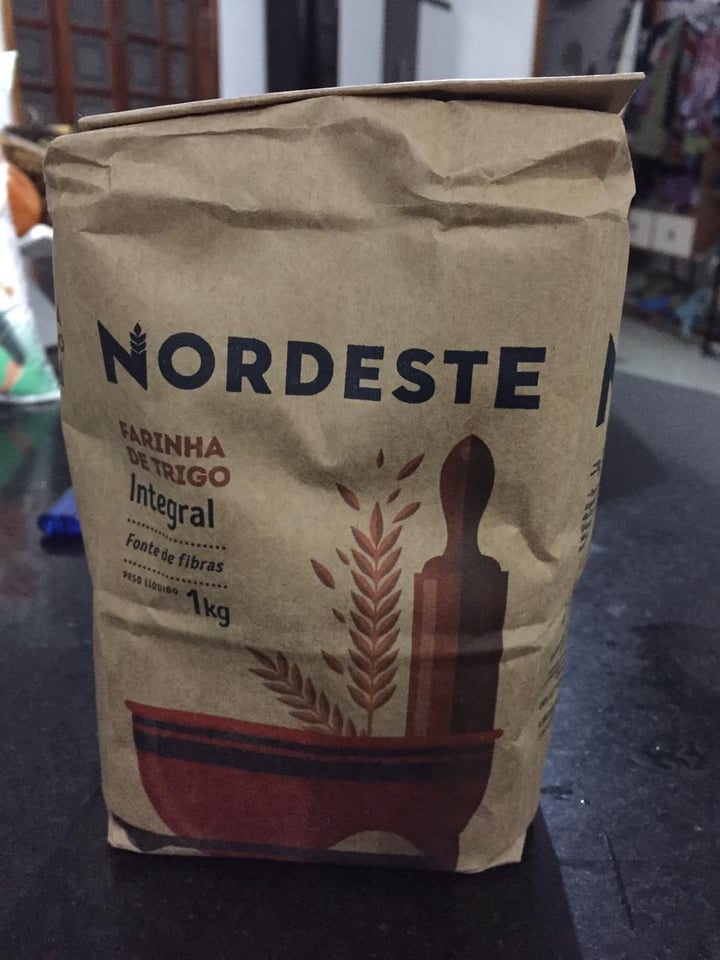 NORDESTE
FARINHA
DE TRIGO
Integral
Fonte de fibras
PESO LÍQUIDO 1kg